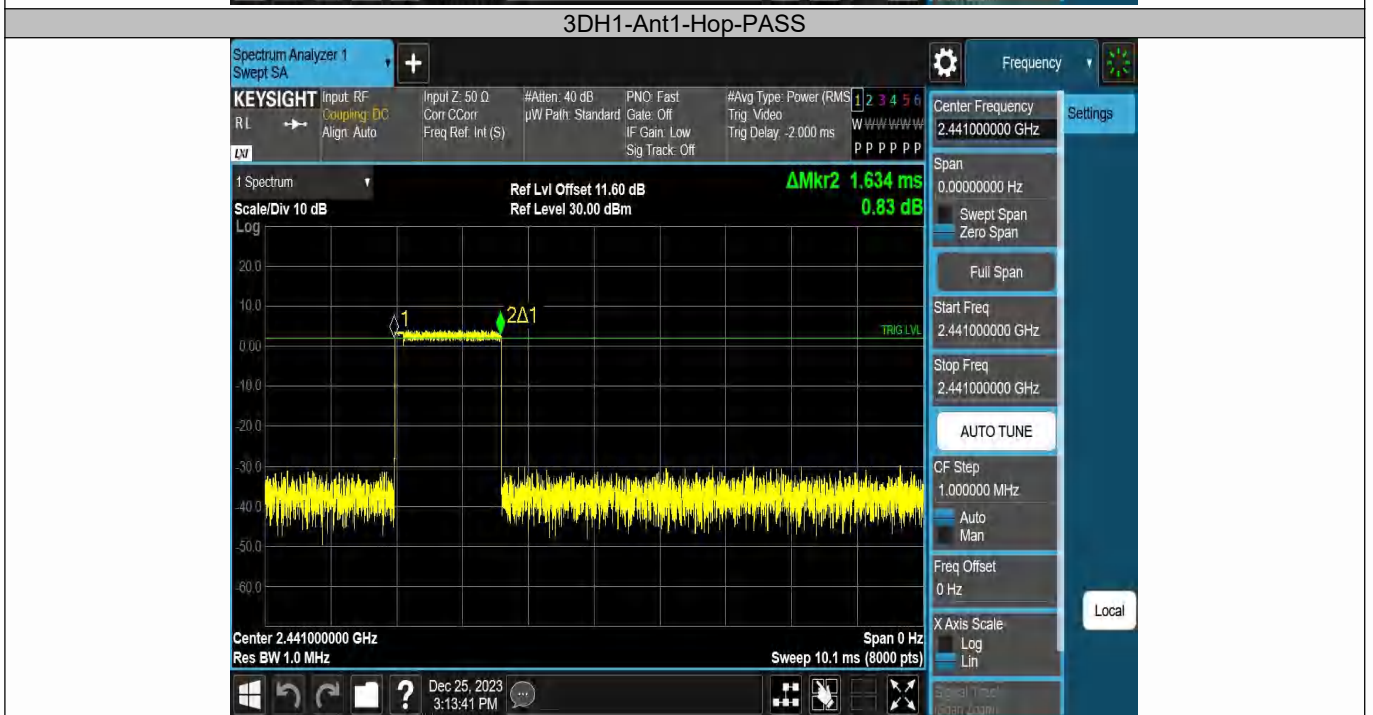 3DH1-Ant1-Hop-PASS
Spectrum Analyzer 1
Swept SA
+
Frequency
KEYSIGHT
RL
LXI
Input: RF
Coupling: DC
Align: Auto
Input Z: 50 Ω
Corr CCorr
Freq Ref: Int (S)
#Atten: 40 dB
µW Path: Standard
PNO: Fast
Gate: Off
IF Gain: Low
Sig Track: Off
#Avg Type: Power (RMS
Trig: Video
Trig Delay: -2.000 ms
1 2 3 4 5 6
W W W W W W
P P P P P P
1 Spectrum
Scale/Div 10 dB
Log
Ref Lvl Offset 11.60 dB
Ref Level 30.00 dBm
ΔMkr2 1.634 ms
0.83 dB
20.0
10.0
0.00
-10.0
-20.0
-30.0
-40.0
-50.0
-60.0
1
2Δ1
TRIG LVL
Center 2.441000000 GHz
Res BW 1.0 MHz
Span 0 Hz
Sweep 10.1 ms (8000 pts)
Center Frequency
2.441000000 GHz
Settings
Span
0.00000000 Hz
Swept Span
Zero Span
Full Span
Start Freq
2.441000000 GHz
Stop Freq
2.441000000 GHz
AUTO TUNE
CF Step
1.000000 MHz
Auto
Man
Freq Offset
0 Hz
X Axis Scale
Log
Lin
Local
Signal Track
(Span Zoom)
?
Dec 25, 2023
3:13:41 PM